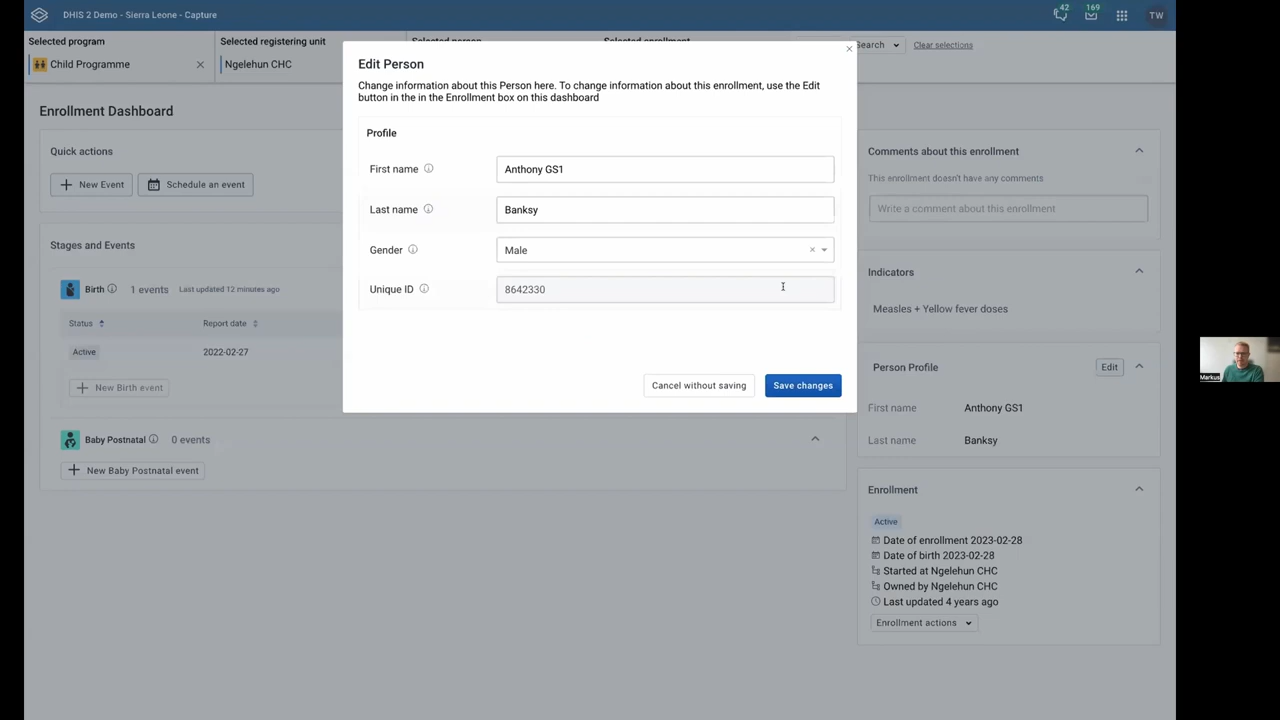 DHIS 2 Demo - Sierra Leone - Capture
42
169
TW
Selected program
Selected registering unit
Selected person
Selected enrollment
Child Programme
Ngelehun CHC
Search
Clear selections
Enrollment Dashboard
Quick actions
New Event
Schedule an event
Stages and Events
Birth
1 events
Last updated 12 minutes ago
Status
Report date
Active
2022-02-27
New Birth event
Baby Postnatal
0 events
New Baby Postnatal event
Edit Person
Change information about this Person here. To change information about this enrollment, use the Edit
button in the in the Enrollment box on this dashboard
Profile
First name
Anthony GS1
Last name
Banksy
Gender
Male
Unique ID
8642330
Cancel without saving
Save changes
Comments about this enrollment
This enrollment doesn't have any comments
Write a comment about this enrollment
Indicators
Measles + Yellow fever doses
Person Profile
Edit
First name
Anthony GS1
Last name
Banksy
Enrollment
Active
Date of enrollment 2023-02-28
Date of birth 2023-02-28
Started at Ngelehun CHC
Owned by Ngelehun CHC
Last updated 4 years ago
Enrollment actions
Markus